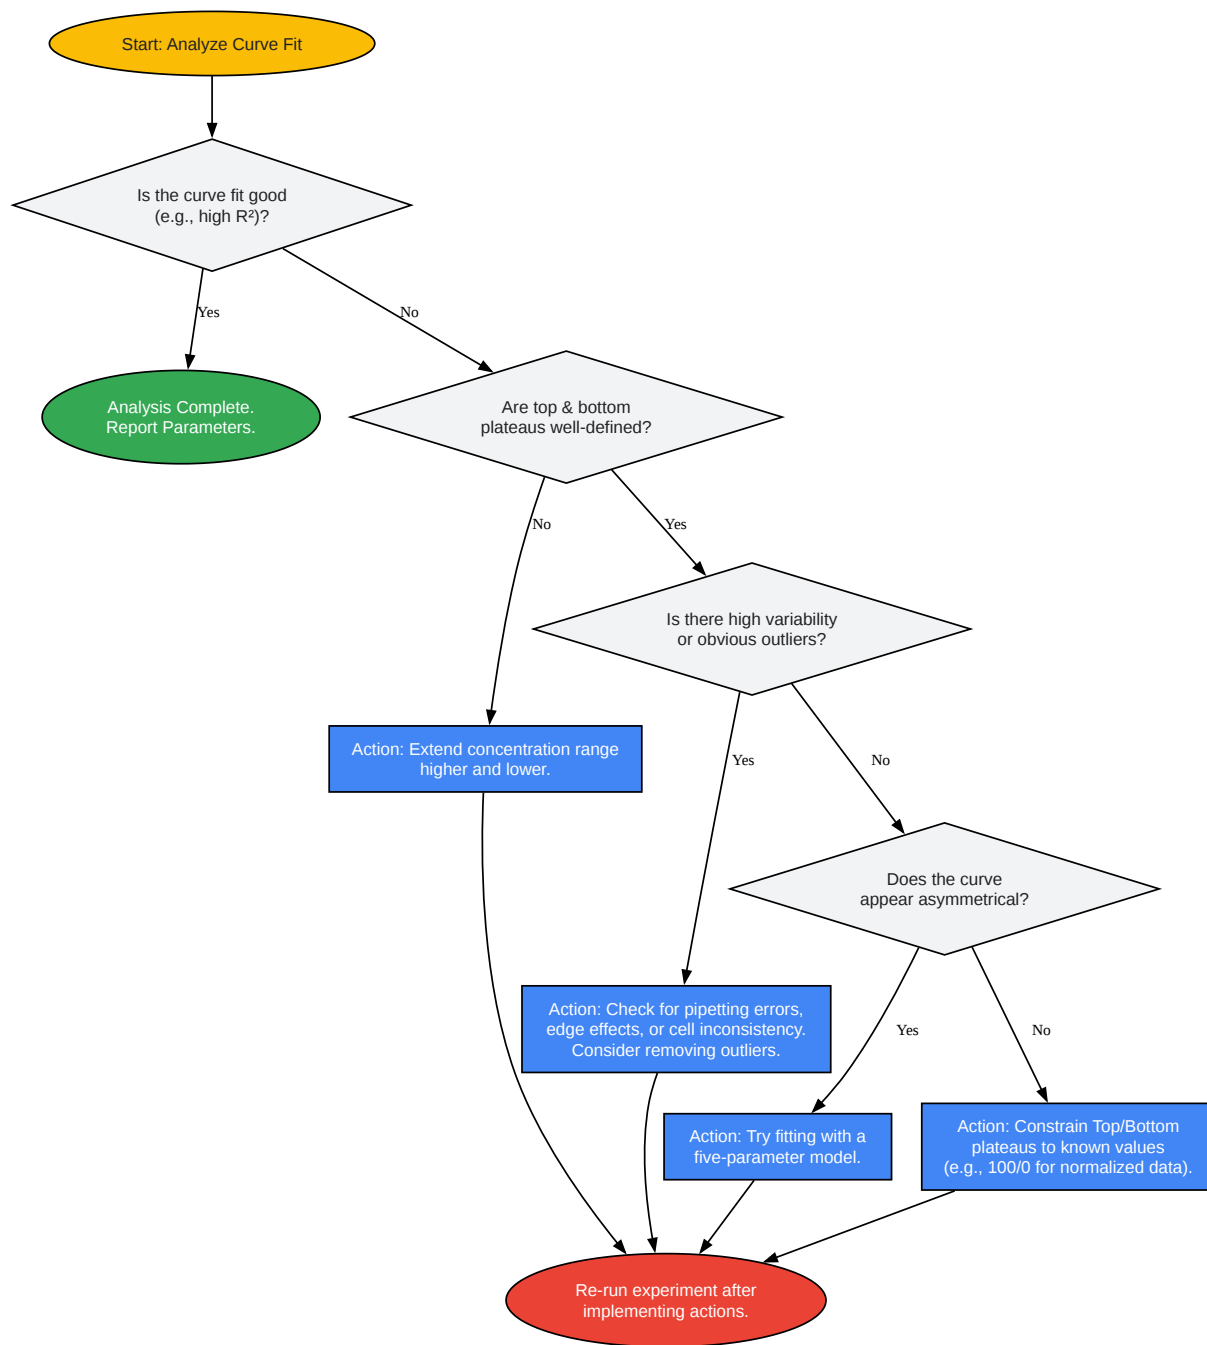 Start: Analyze Curve Fit
Is the curve fit good
(e.g., high R²)?
Yes
No
Analysis Complete.
Report Parameters.
Are top & bottom
plateaus well-defined?
No
Yes
Is there high variability
or obvious outliers?
Action: Extend concentration range
higher and lower.
Yes
No
Does the curve
appear asymmetrical?
Action: Check for pipetting errors,
edge effects, or cell inconsistency.
Consider removing outliers.
Yes
No
Action: Try fitting with a
five-parameter model.
Action: Constrain Top/Bottom
plateaus to known values
(e.g., 100/0 for normalized data).
Re-run experiment after
implementing actions.